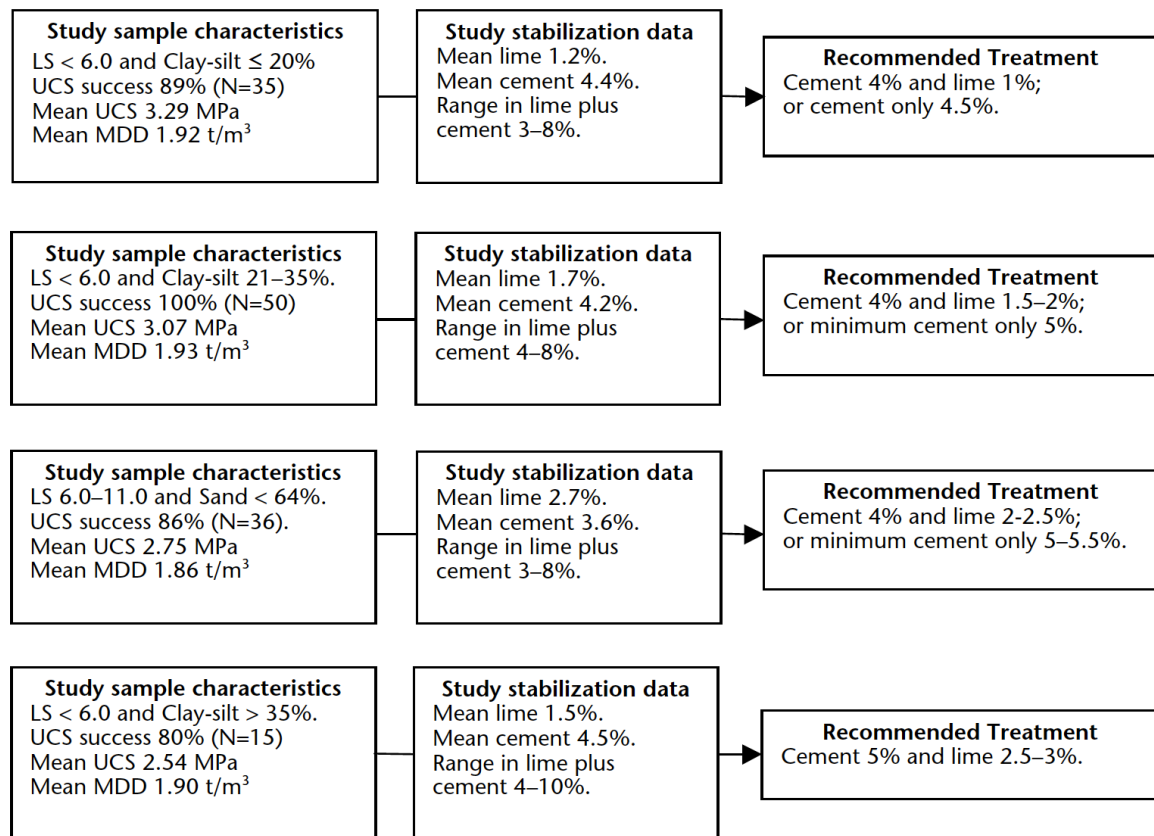 Study sample characteristics
LS < 6.0 and Clay-silt ≤ 20%
UCS success 89% (N=35)
Mean UCS 3.29 MPa
Mean MDD 1.92 t/m³
Study stabilization data
Mean lime 1.2%.
Mean cement 4.4%.
Range in lime plus
cement 3–8%.
Recommended Treatment
Cement 4% and lime 1%;
or cement only 4.5%.
Study sample characteristics
LS < 6.0 and Clay-silt 21–35%.
UCS success 100% (N=50)
Mean UCS 3.07 MPa
Mean MDD 1.93 t/m³
Study stabilization data
Mean lime 1.7%.
Mean cement 4.2%.
Range in lime plus
cement 4–8%.
Recommended Treatment
Cement 4% and lime 1.5–2%;
or minimum cement only 5%.
Study sample characteristics
LS 6.0–11.0 and Sand < 64%.
UCS success 86% (N=36).
Mean UCS 2.75 MPa
Mean MDD 1.86 t/m³
Study stabilization data
Mean lime 2.7%.
Mean cement 3.6%.
Range in lime plus
cement 3–8%.
Recommended Treatment
Cement 4% and lime 2-2.5%;
or minimum cement only 5–5.5%.
Study sample characteristics
LS < 6.0 and Clay-silt > 35%.
UCS success 80% (N=15)
Mean UCS 2.54 MPa
Mean MDD 1.90 t/m³
Study stabilization data
Mean lime 1.5%.
Mean cement 4.5%.
Range in lime plus
cement 4–10%.
Recommended Treatment
Cement 5% and lime 2.5–3%.